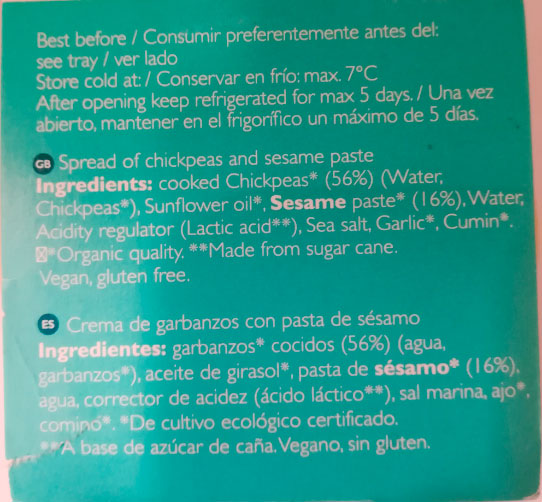 Best before / Consumir preferentemente antes del:
see tray / ver lado
Store cold at: / Conservar en frío: max. 7°C
After opening keep refrigerated for max 5 days. / Una vez
abierto, mantener en el frigorífico un máximo de 5 días.
GB Spread of chickpeas and sesame paste
Ingredients: cooked Chickpeas* (56%) (Water,
Chickpeas*), Sunflower oil*, Sesame paste* (16%), Water,
Acidity regulator (Lactic acid**), Sea salt, Garlic*, Cumin*.
*Organic quality. **Made from sugar cane.
Vegan, gluten free.
ES Crema de garbanzos con pasta de sésamo
Ingredientes: garbanzos* cocidos (56%) (agua,
garbanzos*), aceite de girasol*, pasta de sésamo* (16%),
agua, corrector de acidez (ácido láctico**), sal marina, ajo*,
comino*. *De cultivo ecológico certificado.
**A base de azúcar de caña. Vegano, sin gluten.